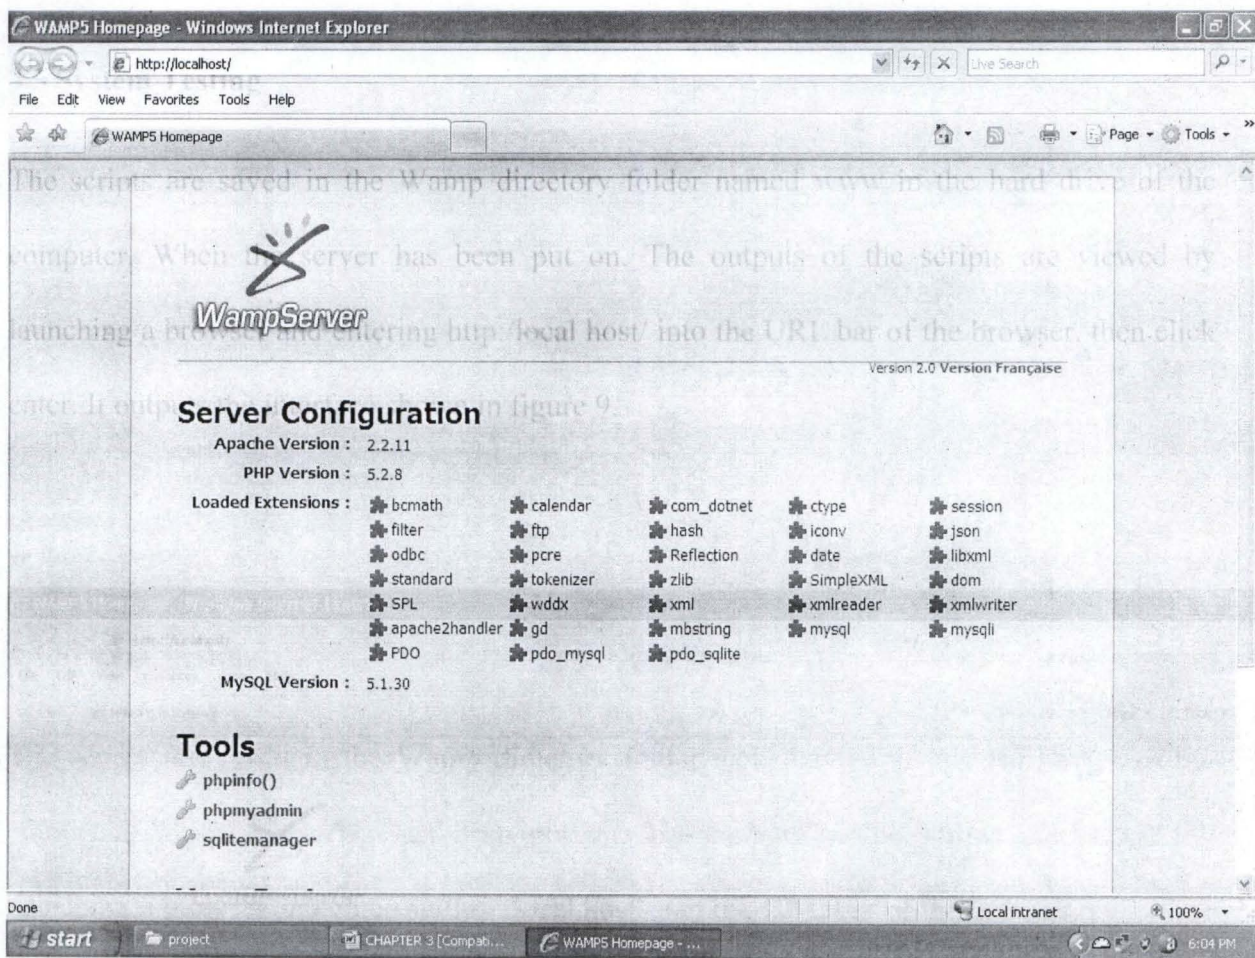 WAMP5 Homepage - Windows Internet Explorer
http://localhost/
Live Search
File Edit View Favorites Tools Help
WAMP5 Homepage
Page Tools
System Testing
The scripts are saved in the Wamp directory folder named www in the hard drive of the
computer. When the server has been put on. The outputs of the scripts are viewed by
launching a browser and entering http:/local host/ into the URL bar of the browser, then click
enter. It outputs the interface shown in figure 9.
WampServer
Version 2.0 Version Française
Server Configuration
Apache Version : 2.2.11
PHP Version : 5.2.8
Loaded Extensions :
bcmath calendar com_dotnet ctype session
filter ftp hash iconv json
odbc pcre Reflection date libxml
standard tokenizer zlib SimpleXML dom
SPL wddx xml xmlreader xmlwriter
apache2handler gd mbstring mysql mysqli
PDO pdo_mysql pdo_sqlite
MySQL Version : 5.1.30
Tools
phpinfo()
phpmyadmin
sqlitemanager
Done
Local intranet
100%
start
project
CHAPTER 3 [Compati...
WAMP5 Homepage - ...
6:04 PM